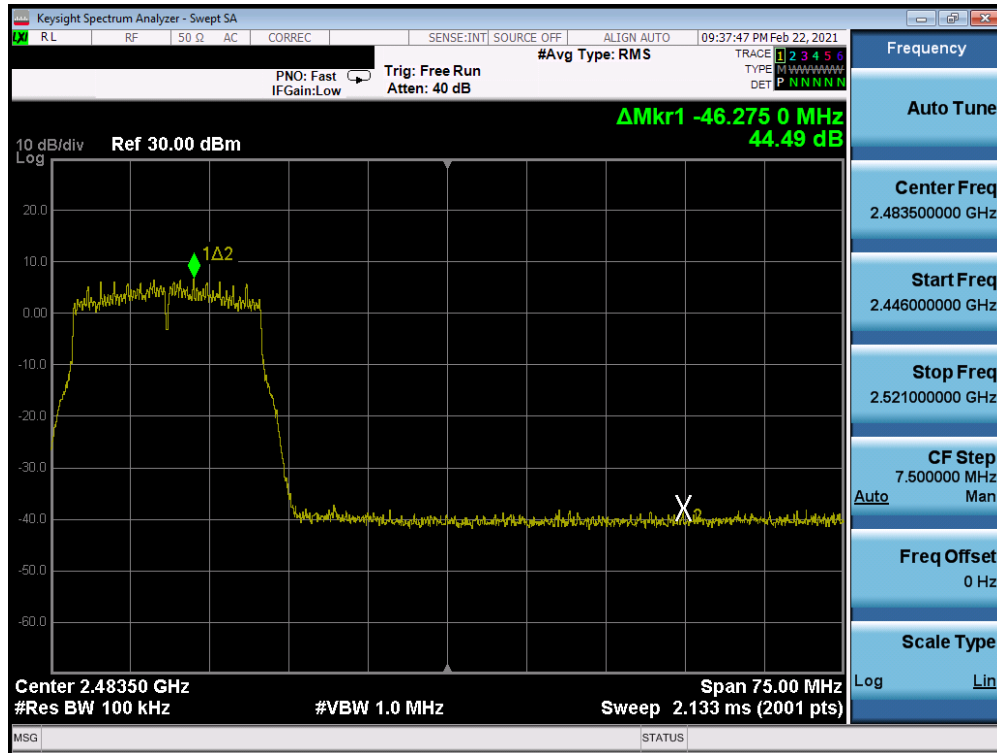 Keysight Spectrum Analyzer - Swept SA
LXI RL RF 50 Ω AC CORREC SENSE:INT SOURCE OFF ALIGN AUTO 09:37:47 PM Feb 22, 2021
#Avg Type: RMS
TRACE 1 2 3 4 5 6
PNO: Fast Trig: Free Run
TYPE M WWWWW
IFGain:Low Atten: 40 dB
DET P N N N N N
Frequency
ΔMkr1 -46.275 0 MHz
44.49 dB
10 dB/div Ref 30.00 dBm
Log
20.0
10.0
0.00
-10.0
-20.0
-30.0
-40.0
-50.0
-60.0
1Δ2
X2
Center 2.48350 GHz Span 75.00 MHz
#Res BW 100 kHz #VBW 1.0 MHz Sweep 2.133 ms (2001 pts)
Auto Tune
Center Freq
2.483500000 GHz
Start Freq
2.446000000 GHz
Stop Freq
2.521000000 GHz
CF Step
7.500000 MHz
Auto Man
Freq Offset
0 Hz
Scale Type
Log Lin
MSG STATUS